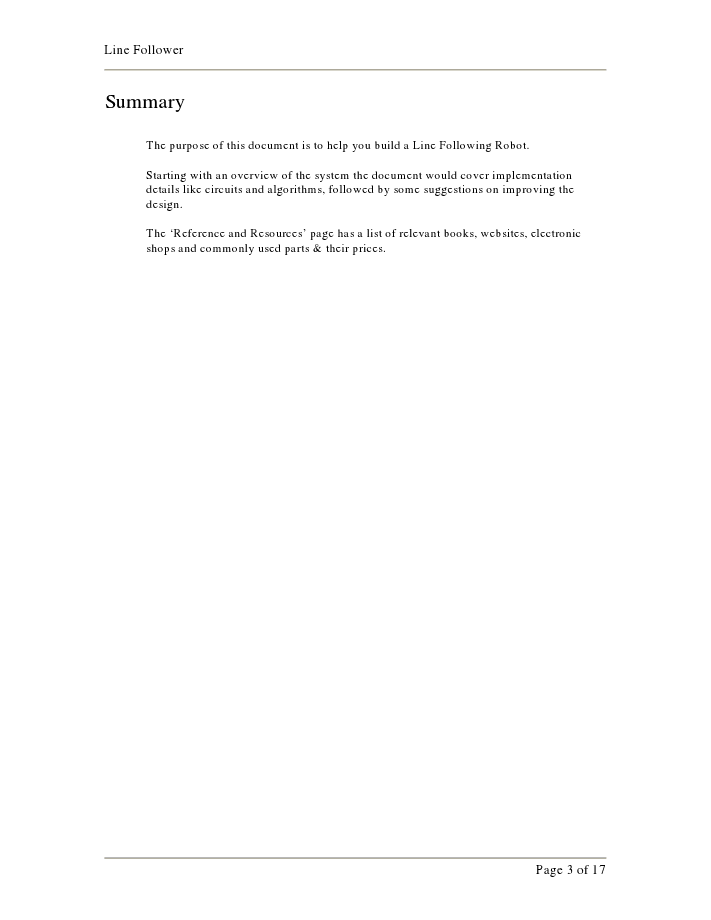 Line Follower
Summary
The purpose of this document is to help you build a Line Following Robot.
Starting with an overview of the system the document would cover implementation
details like circuits and algorithms, followed by some suggestions on improving the
design.
The ‘Reference and Resources’ page has a list of relevant books, websites, electronic
shops and commonly used parts & their prices.
Page 3 of 17